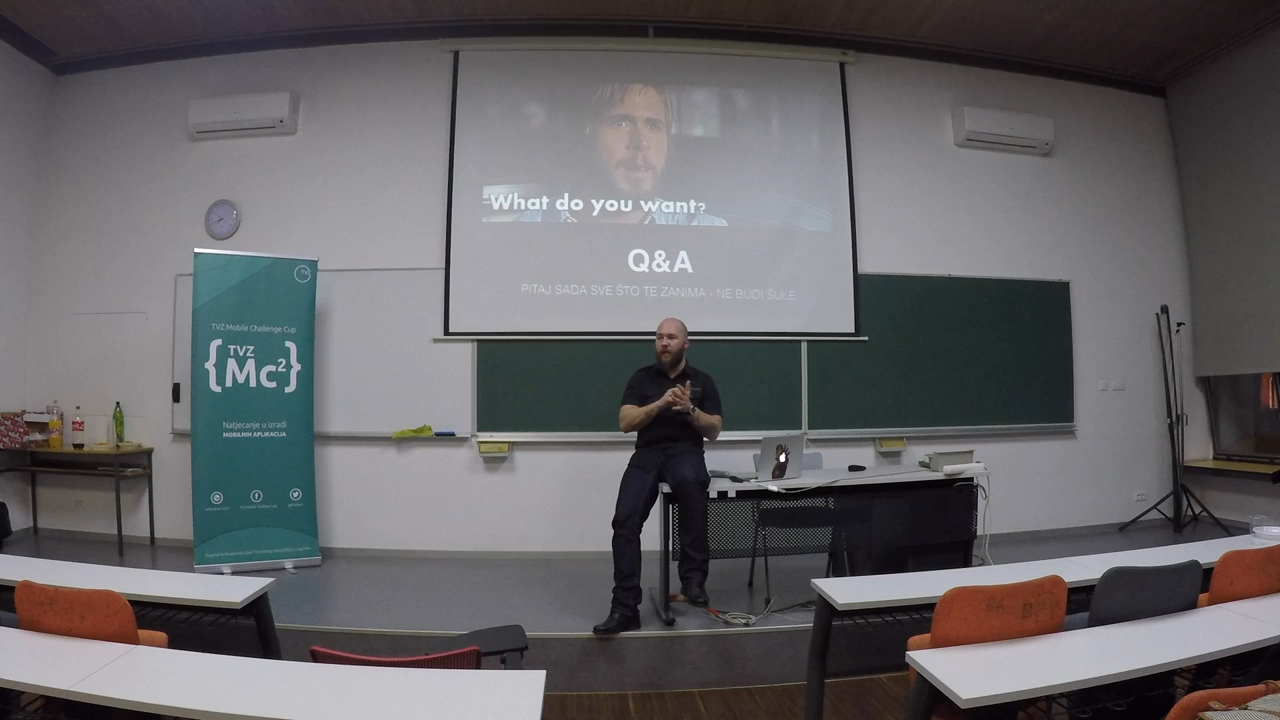 What do you want?
Q&A
PITAJ SADA SVE ŠTO TE ZANIMA - NE BUDI ŠULE
TVZ Mobile Challenge Cup
{TVZ
Mc²}
Natjecanje u izradi
MOBILNIH APLIKACIJA